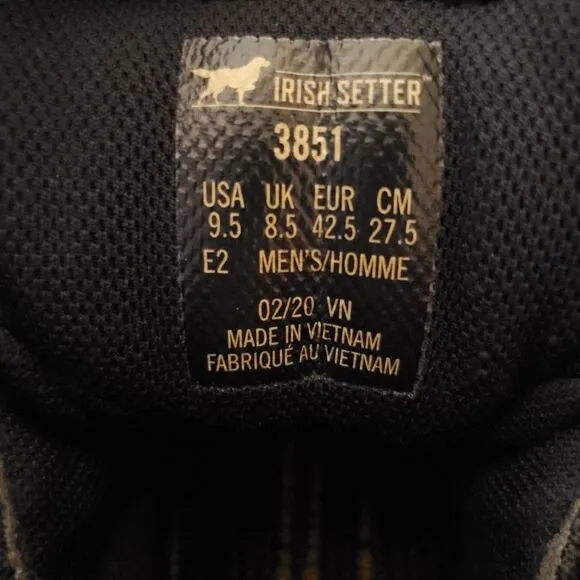 IRISH SETTER™
3851
USA UK EUR CM
9.5 8.5 42.5 27.5
E2 MEN'S/HOMME
02/20 VN
MADE IN VIETNAM
FABRIQUÉ AU VIETNAM